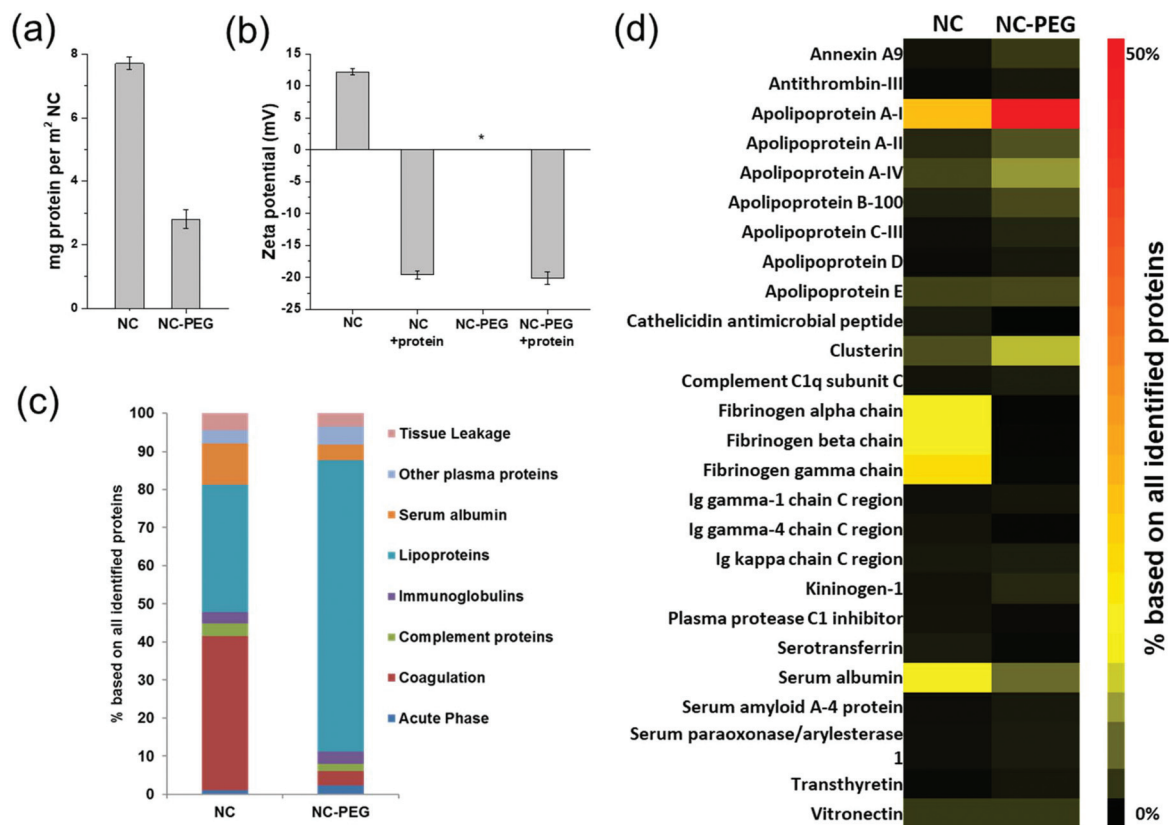 (a)
8
6
4
2
0
mg protein per m² NC
NC
NC-PEG
(b)
15
10
5
0
-5
-10
-15
-20
-25
Zeta potential (mV)
*
NC
NC
+protein
NC-PEG
NC-PEG
+protein
(c)
100
90
80
70
60
50
40
30
20
10
0
% based on all identified proteins
NC
NC-PEG
Tissue Leakage
Other plasma proteins
Serum albumin
Lipoproteins
Immunoglobulins
Complement proteins
Coagulation
Acute Phase
(d)
NC
NC-PEG
Annexin A9
Antithrombin-III
Apolipoprotein A-I
Apolipoprotein A-II
Apolipoprotein A-IV
Apolipoprotein B-100
Apolipoprotein C-III
Apolipoprotein D
Apolipoprotein E
Cathelicidin antimicrobial peptide
Clusterin
Complement C1q subunit C
Fibrinogen alpha chain
Fibrinogen beta chain
Fibrinogen gamma chain
Ig gamma-1 chain C region
Ig gamma-4 chain C region
Ig kappa chain C region
Kininogen-1
Plasma protease C1 inhibitor
Serotransferrin
Serum albumin
Serum amyloid A-4 protein
Serum paraoxonase/arylesterase
1
Transthyretin
Vitronectin
50%
0%
% based on all identified proteins